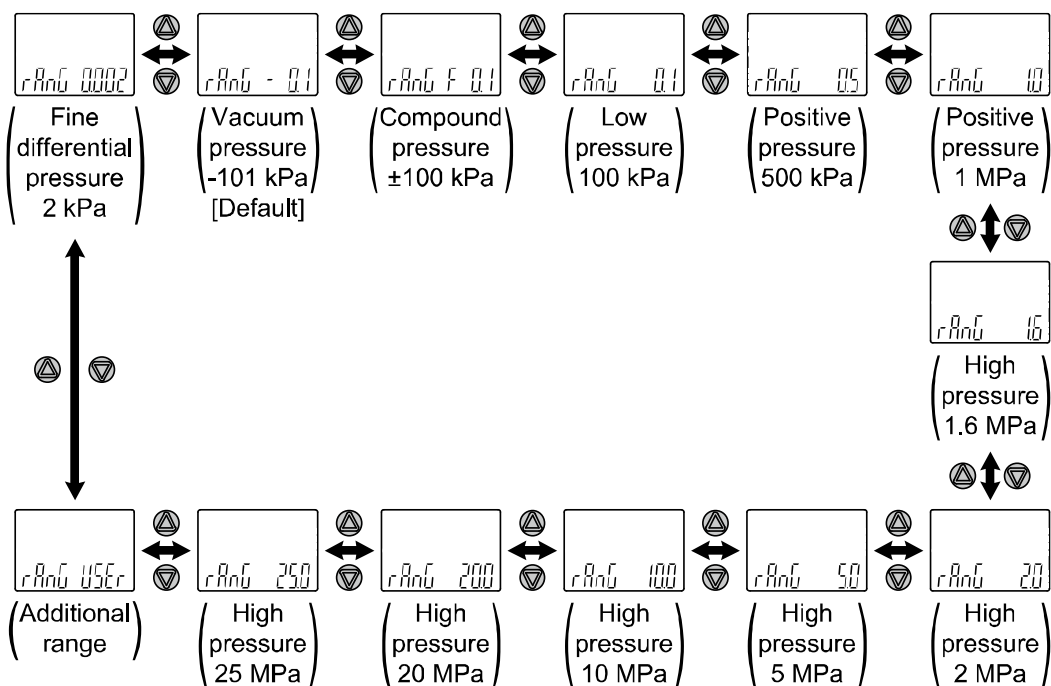 rAnG 0.002
Fine
differential
pressure
2 kPa
rAnG - 0.1
Vacuum
pressure
-101 kPa
[Default]
rAnG F 0.1
Compound
pressure
±100 kPa
rAnG 0.1
Low
pressure
100 kPa
rAnG 0.5
Positive
pressure
500 kPa
rAnG 1.0
Positive
pressure
1 MPa
rAnG 1.6
High
pressure
1.6 MPa
rAnG USEr
Additional
range
rAnG 25.0
High
pressure
25 MPa
rAnG 20.0
High
pressure
20 MPa
rAnG 10.0
High
pressure
10 MPa
rAnG 5.0
High
pressure
5 MPa
rAnG 2.0
High
pressure
2 MPa